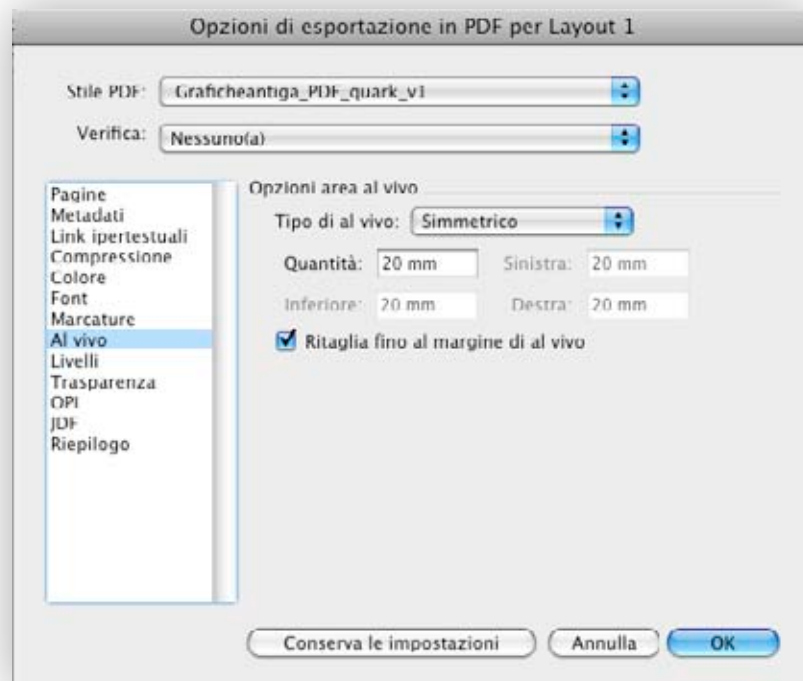 Opzioni di esportazione in PDF per Layout 1
Stile PDF: Graficheantiga_PDF_quark_v1
Verifica: Nessuno(a)
Pagine
Metadati
Link ipertestuali
Compressione
Colore
Font
Marcature
Al vivo
Livelli
Trasparenza
OPI
JDF
Riepilogo
Opzioni area al vivo
Tipo di al vivo: Simmetrico
Quantità: 20 mm Sinistra: 20 mm
Inferiore: 20 mm Destra: 20 mm
Ritaglia fino al margine di al vivo
Conserva le impostazioni Annulla OK